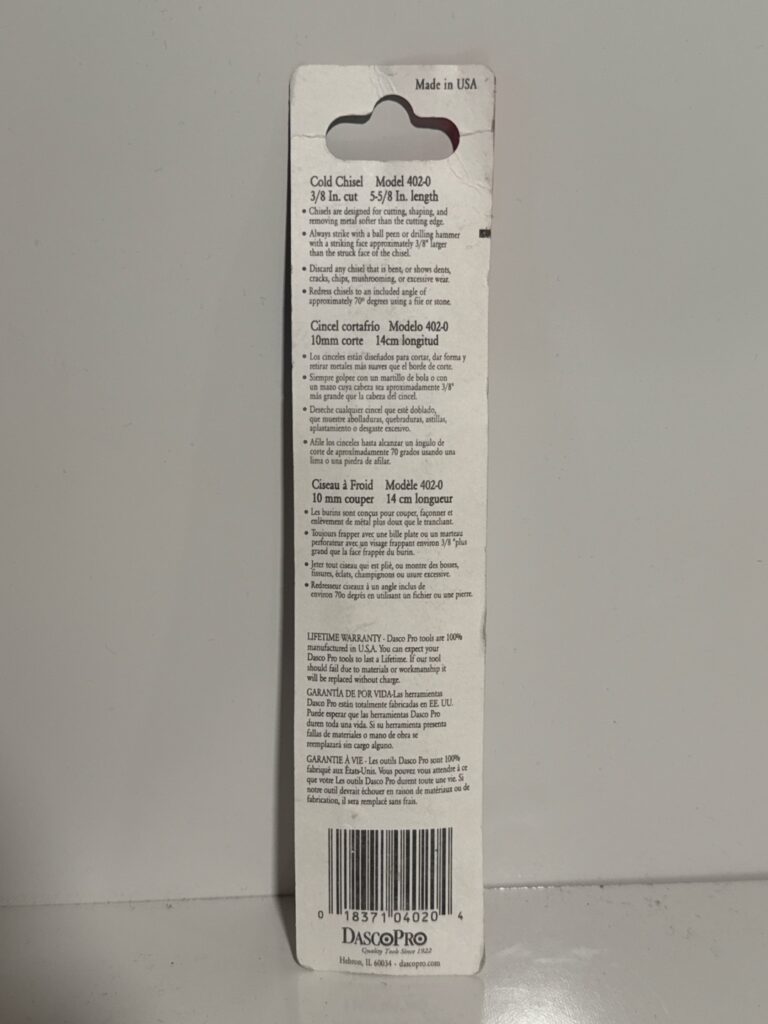 Made in USA
Cold Chisel Model 402-0
3/8 In. cut 5-5/8 In. length
• Chisels are designed for cutting, shaping, and
removing metal softer than the cutting edge.
• Always strike with a ball peen or drilling hammer
with a striking face approximately 3/8" larger
than the struck face of the chisel.
• Discard any chisel that is bent, or shows dents,
cracks, chips, mushrooming, or excessive wear.
• Redress chisels to an included angle of
approximately 70º degrees using a file or stone.
Cincel cortafrío Modelo 402-0
10mm corte 14cm longitud
• Los cinceles están diseñados para cortar, dar forma y
retirar metales más suaves que el borde de corte.
• Siempre golpee con un martillo de bola o con
un mazo cuya cabeza sea aproximadamente 3/8"
más grande que la cabeza del cincel.
• Deseche cualquier cincel que esté doblado,
que muestre abolladuras, quebraduras, astillas,
aplastamiento o desgaste excesivo.
• Afile los cinceles hasta alcanzar un ángulo de
corte de aproximadamente 70 grados usando una
lima o una piedra de afilar.
Ciseau à Froid Modèle 402-0
10 mm couper 14 cm longueur
• Les burins sont conçus pour couper, façonner et
enlèvement de métal plus doux que le tranchant.
• Toujours frapper avec une bille plate ou un marteau
perforateur avec un visage frappant environ 3/8 "plus
grand que la face frappée du burin.
• Jeter tout ciseau qui est plié, ou montre des bosses,
fissures, éclats, champignons ou usure excessive.
• Redresseur ciseaux à un angle inclus de
environ 70o degrés en utilisant un fichier ou une pierre.
LIFETIME WARRANTY - Dasco Pro tools are 100%
manufactured in U.S.A. You can expect your
Dasco Pro tools to last a Lifetime. If our tool
should fail due to materials or workmanship it
will be replaced without charge.
GARANTÍA DE POR VIDA-Las herramientas
Dasco Pro están totalmente fabricadas en EE. UU.
Puede esperar que las herramientas Dasco Pro
duren toda una vida. Si su herramienta presenta
fallas de materiales o mano de obra se
reemplazará sin cargo alguno.
GARANTIE À VIE - Les outils Dasco Pro sont 100%
fabriqué aux États-Unis. Vous pouvez vous attendre à ce
que votre Les outils Dasco Pro durent toute une vie. Si
notre outil devrait échouer en raison de matériaux ou de
fabrication, il sera remplacé sans frais.
0 18371 04020 4
DASCOPRO
Quality Tools Since 1922
Hebron, IL 60034 - dascopro.com